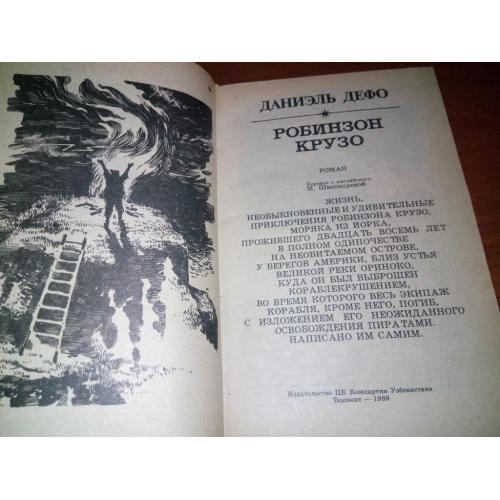 ДАНИЭЛЬ ДЕФО
РОБИНЗОН
КРУЗО
РОМАН
Перевод с английского
М. Шишмаревой
ЖИЗНЬ,
НЕОБЫКНОВЕННЫЕ И УДИВИТЕЛЬНЫЕ
ПРИКЛЮЧЕНИЯ РОБИНЗОНА КРУЗО,
МОРЯКА ИЗ ЙОРКА,
ПРОЖИВШЕГО ДВАДЦАТЬ ВОСЕМЬ ЛЕТ
В ПОЛНОМ ОДИНОЧЕСТВЕ
НА НЕОБИТАЕМОМ ОСТРОВЕ,
У БЕРЕГОВ АМЕРИКИ, БЛИЗ УСТЬЯ
ВЕЛИКОЙ РЕКИ ОРИНОКО,
КУДА ОН БЫЛ ВЫБРОШЕН
КОРАБЛЕКРУШЕНИЕМ,
ВО ВРЕМЯ КОТОРОГО ВЕСЬ ЭКИПАЖ
КОРАБЛЯ, КРОМЕ НЕГО, ПОГИБ,
С ИЗЛОЖЕНИЕМ ЕГО НЕОЖИДАННОГО
ОСВОБОЖДЕНИЯ ПИРАТАМИ.
НАПИСАНО ИМ САМИМ.
Издательство ЦК Компартии Узбекистана
Ташкент — 1989